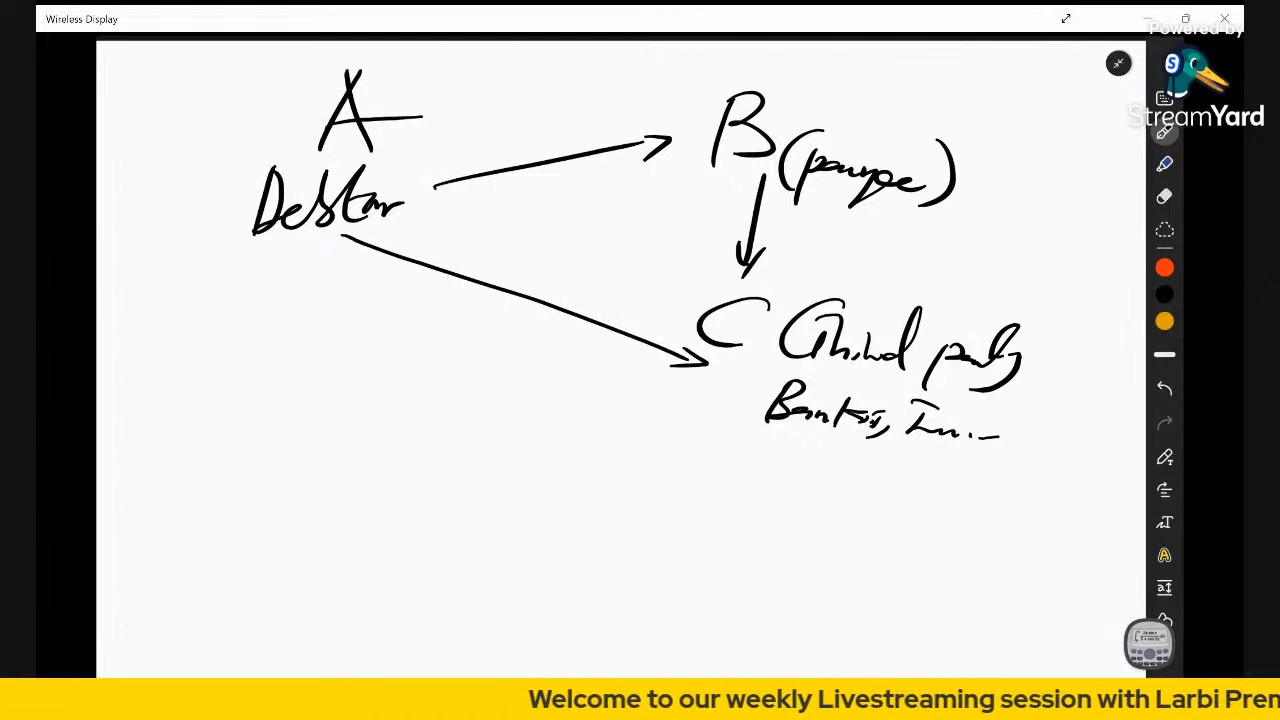 Wireless Display
Powered by
StreamYard
A
Debtor
B (payee)
C (Third party
Banks, In..
Welcome to our weekly Livestreaming session with Larbi Pren